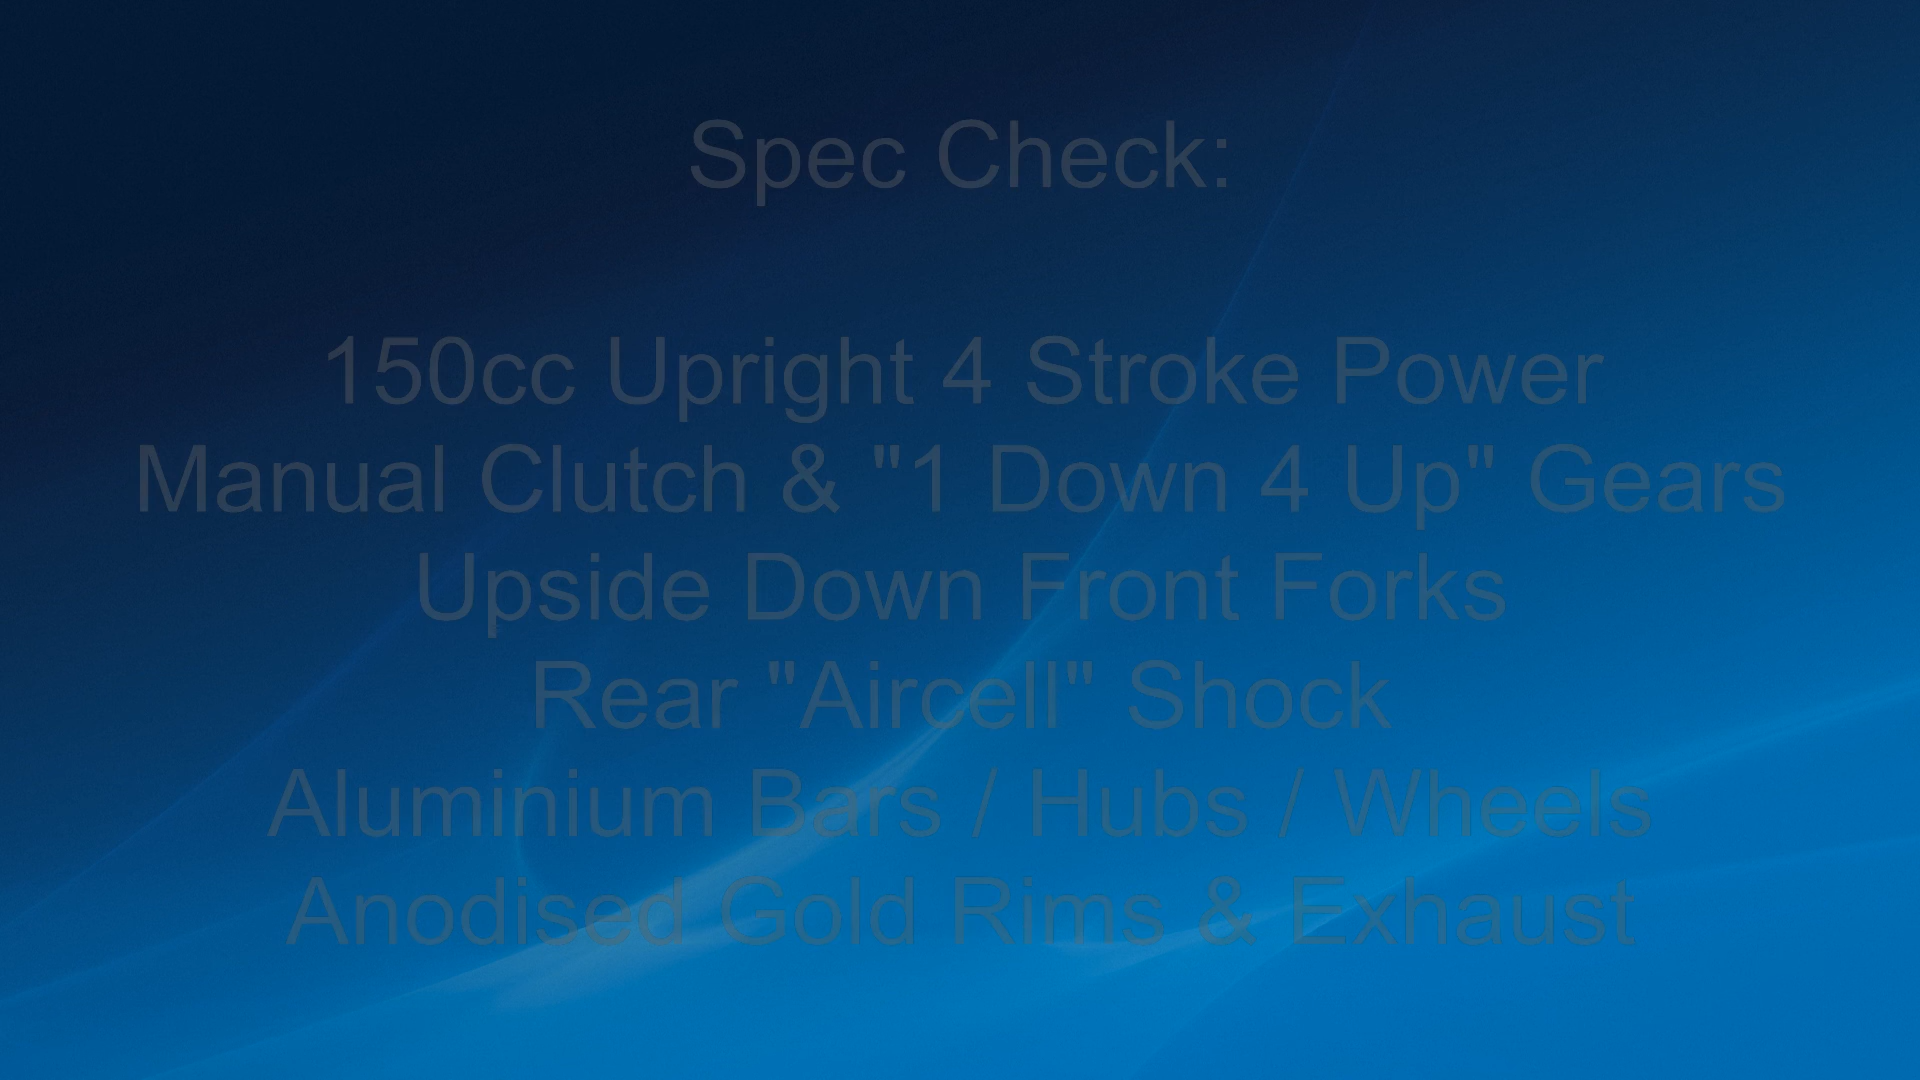 Spec Check:
150cc Upright 4 Stroke Power
Manual Clutch & "1 Down 4 Up" Gears
Upside Down Front Forks
Rear "Aircell" Shock
Aluminium Bars / Hubs / Wheels
Anodised Gold Rims & Exhaust